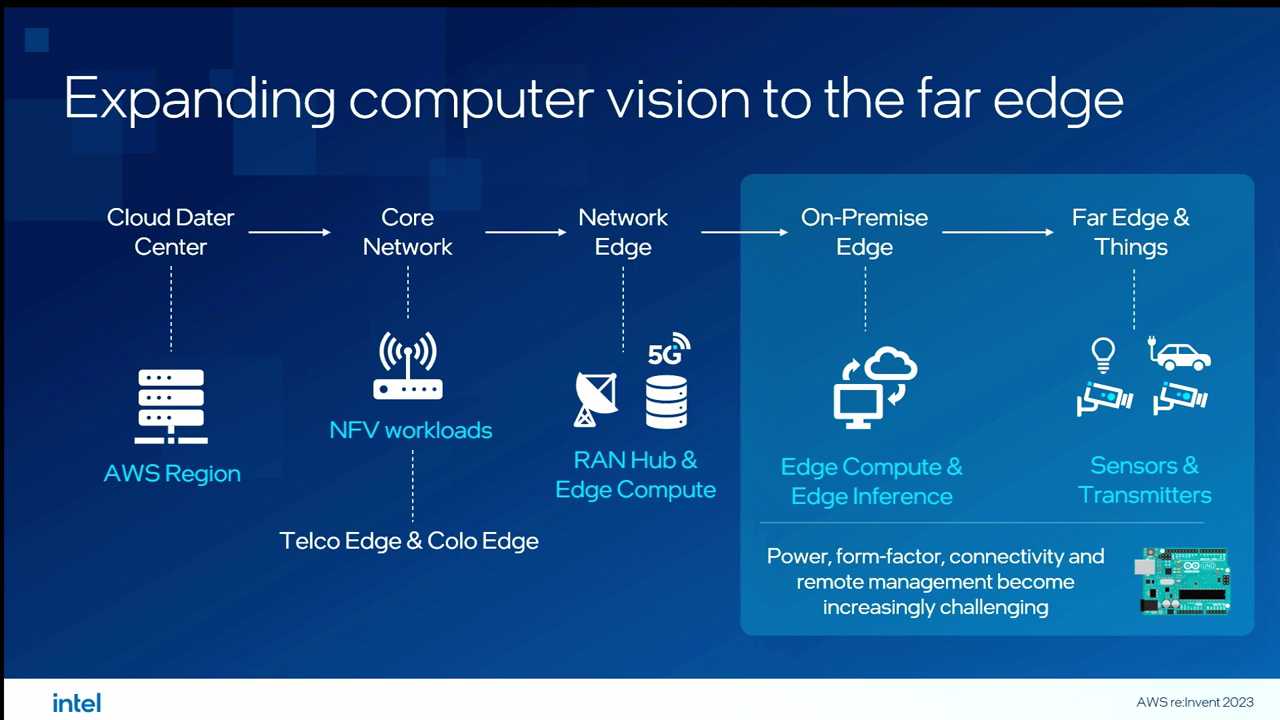 Expanding computer vision to the far edge
Cloud Dater
Center
Core
Network
Network
Edge
On-Premise
Edge
Far Edge &
Things
5G
AWS Region
NFV workloads
RAN Hub &
Edge Compute
Edge Compute &
Edge Inference
Sensors &
Transmitters
Telco Edge & Colo Edge
Power, form-factor, connectivity and
remote management become
increasingly challenging
UNO
intel
AWS re:Invent 2023